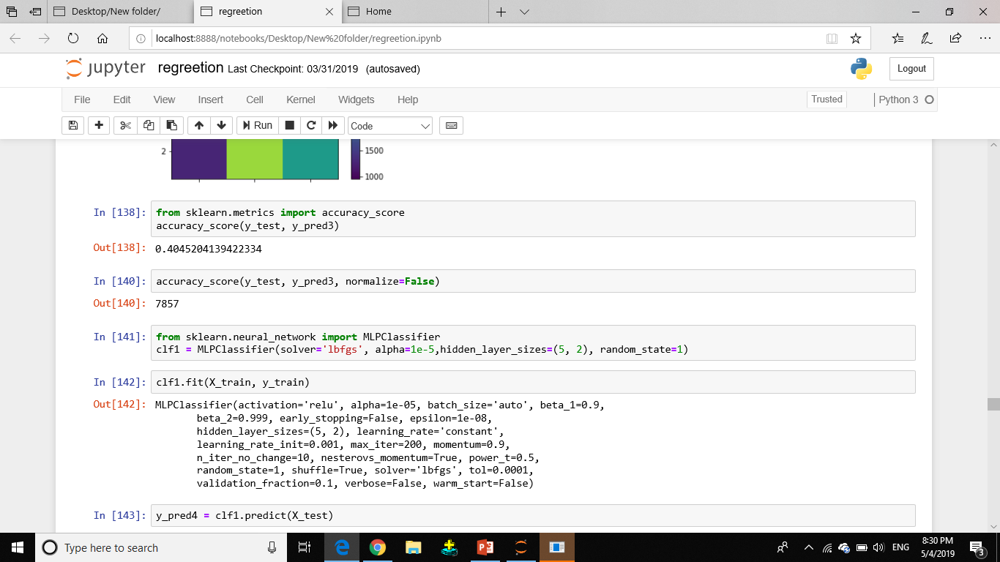 Desktop/New folder/
regreetion
Home
localhost:8888/notebooks/Desktop/New%20folder/regreetion.ipynb
jupyter regreetion Last Checkpoint: 03/31/2019 (autosaved)
Logout
File Edit View Insert Cell Kernel Widgets Help
Trusted
Python 3
Run
Code
2
1500
1000
In [138]: from sklearn.metrics import accuracy_score
accuracy_score(y_test, y_pred3)
Out[138]: 0.4045204139422334
In [140]: accuracy_score(y_test, y_pred3, normalize=False)
Out[140]: 7857
In [141]: from sklearn.neural_network import MLPClassifier
clf1 = MLPClassifier(solver='lbfgs', alpha=1e-5,hidden_layer_sizes=(5, 2), random_state=1)
In [142]: clf1.fit(X_train, y_train)
Out[142]: MLPClassifier(activation='relu', alpha=1e-05, batch_size='auto', beta_1=0.9,
beta_2=0.999, early_stopping=False, epsilon=1e-08,
hidden_layer_sizes=(5, 2), learning_rate='constant',
learning_rate_init=0.001, max_iter=200, momentum=0.9,
n_iter_no_change=10, nesterovs_momentum=True, power_t=0.5,
random_state=1, shuffle=True, solver='lbfgs', tol=0.0001,
validation_fraction=0.1, verbose=False, warm_start=False)
In [143]: y_pred4 = clf1.predict(X_test)
Type here to search
ENG
8:30 PM
5/4/2019
3